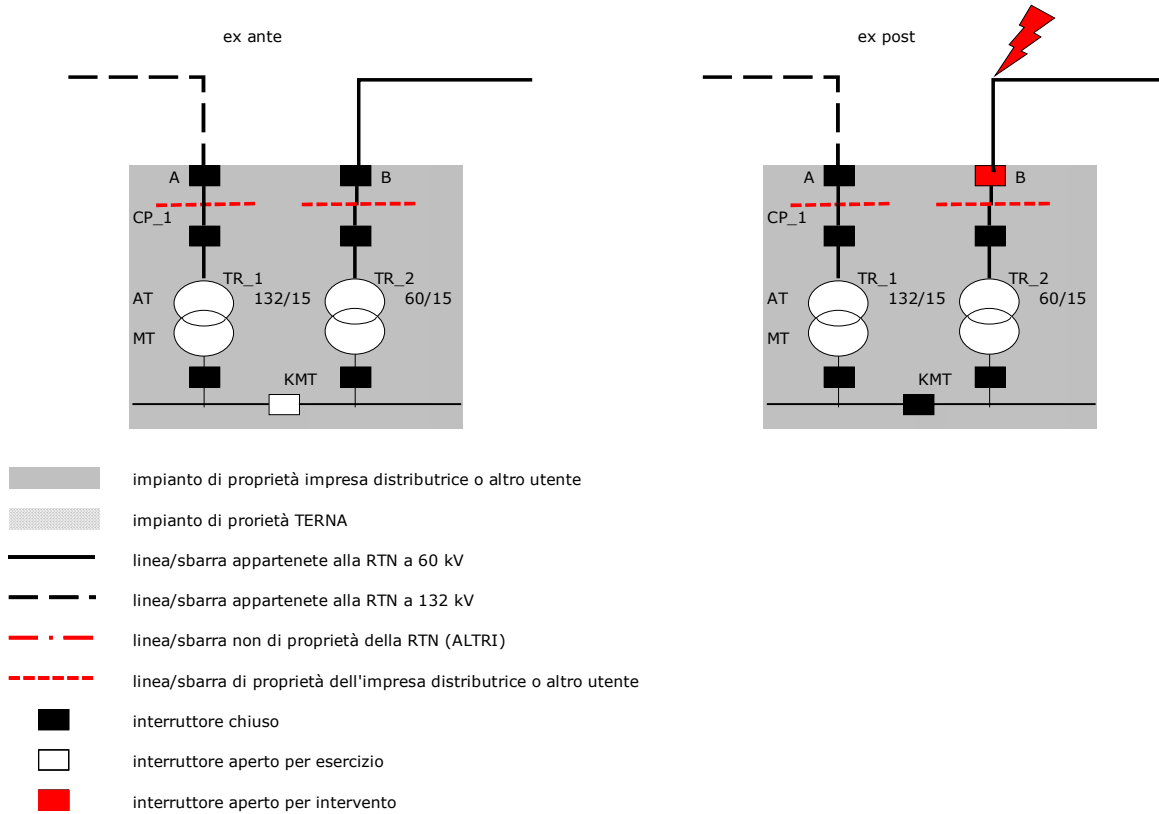 ex ante
ex post
A
B
CP_1
TR_1
TR_2
AT
132/15
60/15
MT
KMT
A
B
CP_1
TR_1
TR_2
AT
132/15
60/15
MT
KMT
impianto di proprietà impresa distributrice o altro utente
impianto di prorietà TERNA
linea/sbarra appartenete alla RTN a 60 kV
linea/sbarra appartenete alla RTN a 132 kV
linea/sbarra non di proprietà della RTN (ALTRI)
linea/sbarra di proprietà dell'impresa distributrice o altro utente
interruttore chiuso
interruttore aperto per esercizio
interruttore aperto per intervento